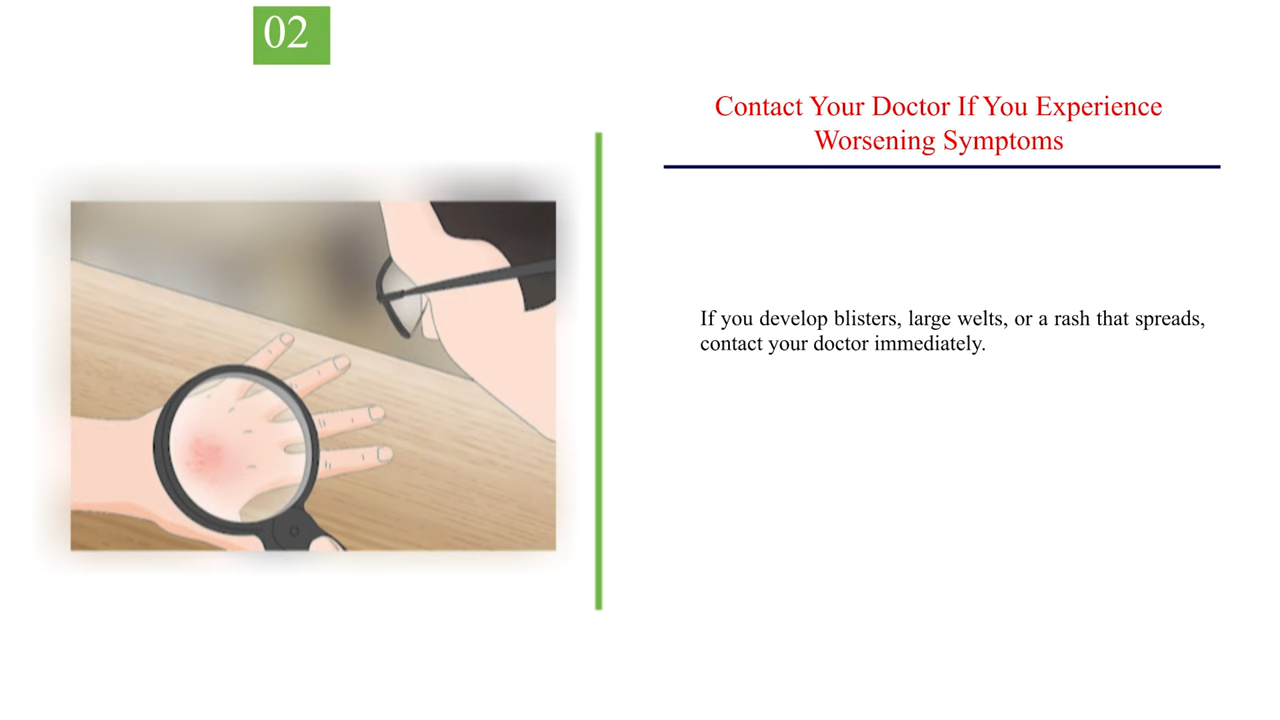 02
Contact Your Doctor If You Experience
Worsening Symptoms
If you develop blisters, large welts, or a rash that spreads,
contact your doctor immediately.